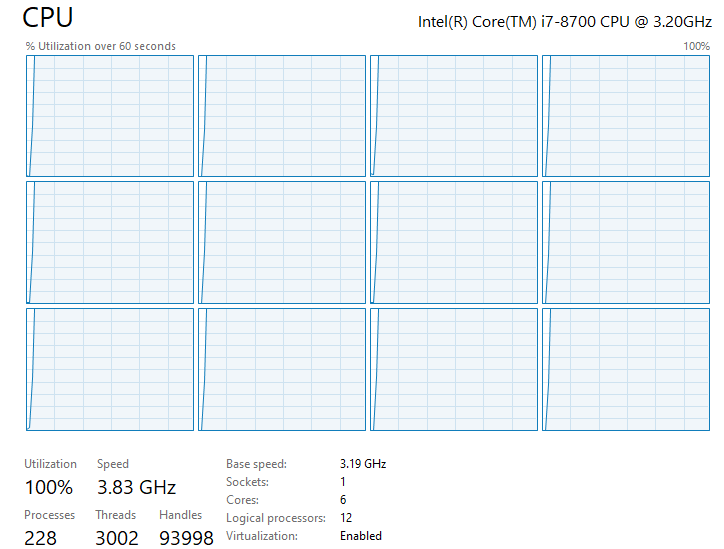 CPU
Intel(R) Core(TM) i7-8700 CPU @ 3.20GHz
% Utilization over 60 seconds
100%
Utilization Speed
100% 3.83 GHz
Processes Threads Handles
228 3002 93998
Base speed: 3.19 GHz
Sockets: 1
Cores: 6
Logical processors: 12
Virtualization: Enabled